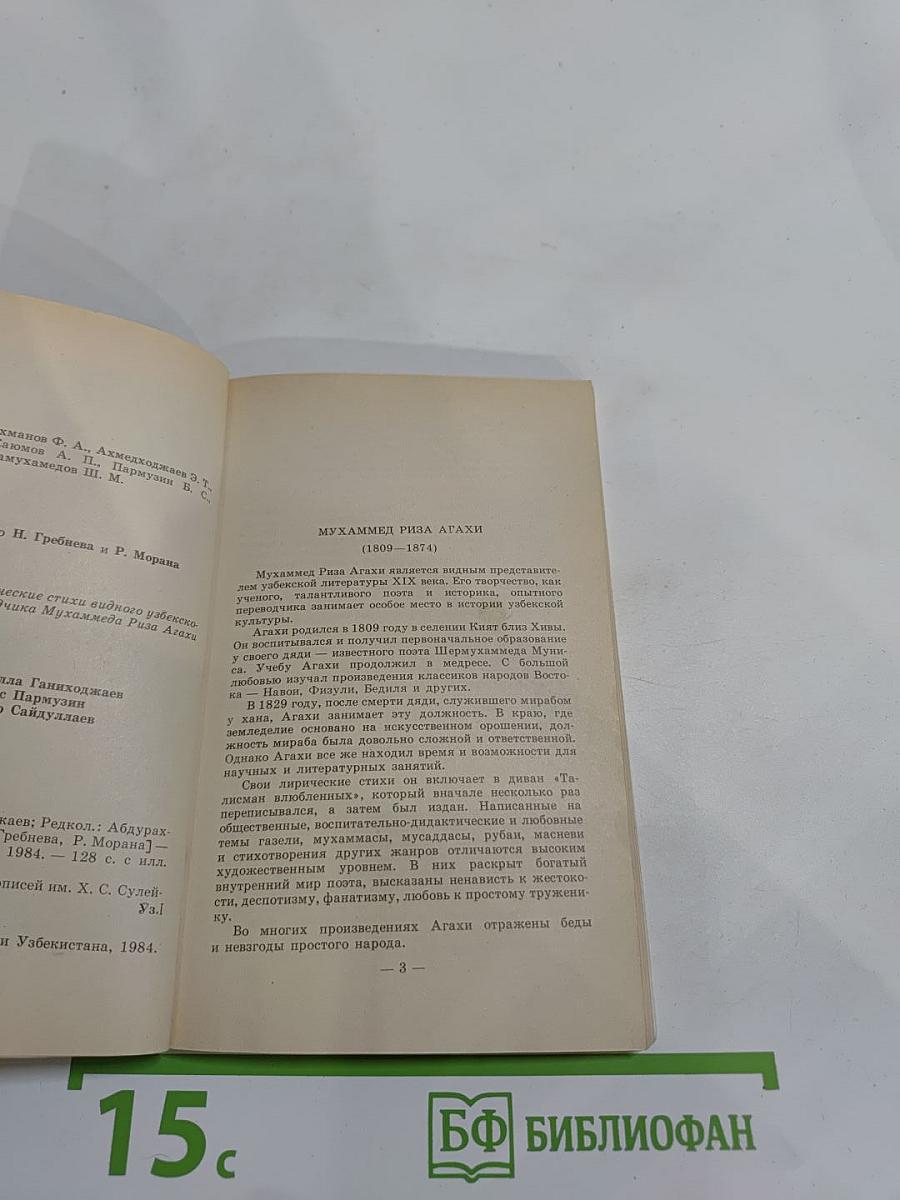 хманов Ф. А., Ахмедходжаев Э. Т.,
Каюмов А. П., Пармузин Б. С.,
амухамедов Ш. М.
Н. Гребнева и Р. Морана
ческие стихи видного узбекско-
дчика Мухаммеда Риза Агахи
лла Ганиходжаев
с Пармузин
р Сайдуллаев
жаев; Редкол.: Абдурах-
Гребнева, Р. Морана] —
1984. — 128 с. с илл.
описей им. Х. С. Сулей-
Уз.1
и Узбекистана, 1984.
МУХАММЕД РИЗА АГАХИ
(1809—1874)
Мухаммед Риза Агахи является видным представите-
лем узбекской литературы XIX века. Его творчество, как
ученого, талантливого поэта и историка, опытного
переводчика занимает особое место в истории узбекской
культуры.
Агахи родился в 1809 году в селении Кият близ Хивы.
Он воспитывался и получил первоначальное образование
у своего дяди — известного поэта Шермухаммеда Муни-
са. Учебу Агахи продолжил в медресе. С большой
любовью изучал произведения классиков народов Восто-
ка — Навои, Физули, Бедиля и других.
В 1829 году, после смерти дяди, служившего мирабом
у хана, Агахи занимает эту должность. В краю, где
земледелие основано на искусственном орошении, дол-
жность мираба была довольно сложной и ответственной.
Однако Агахи все же находил время и возможности для
научных и литературных занятий.
Свои лирические стихи он включает в диван «Та-
лисман влюбленных», который вначале несколько раз
переписывался, а затем был издан. Написанные на
общественные, воспитательно-дидактические и любовные
темы газели, мухаммасы, мусаддасы, рубаи, масневи
и стихотворения других жанров отличаются высоким
художественным уровнем. В них раскрыт богатый
внутренний мир поэта, высказаны ненависть к жестоко-
сти, деспотизму, фанатизму, любовь к простому тружени-
ку.
Во многих произведениях Агахи отражены беды
и невзгоды простого народа.
— 3 —
15 с
БФ БИБЛИОФАН